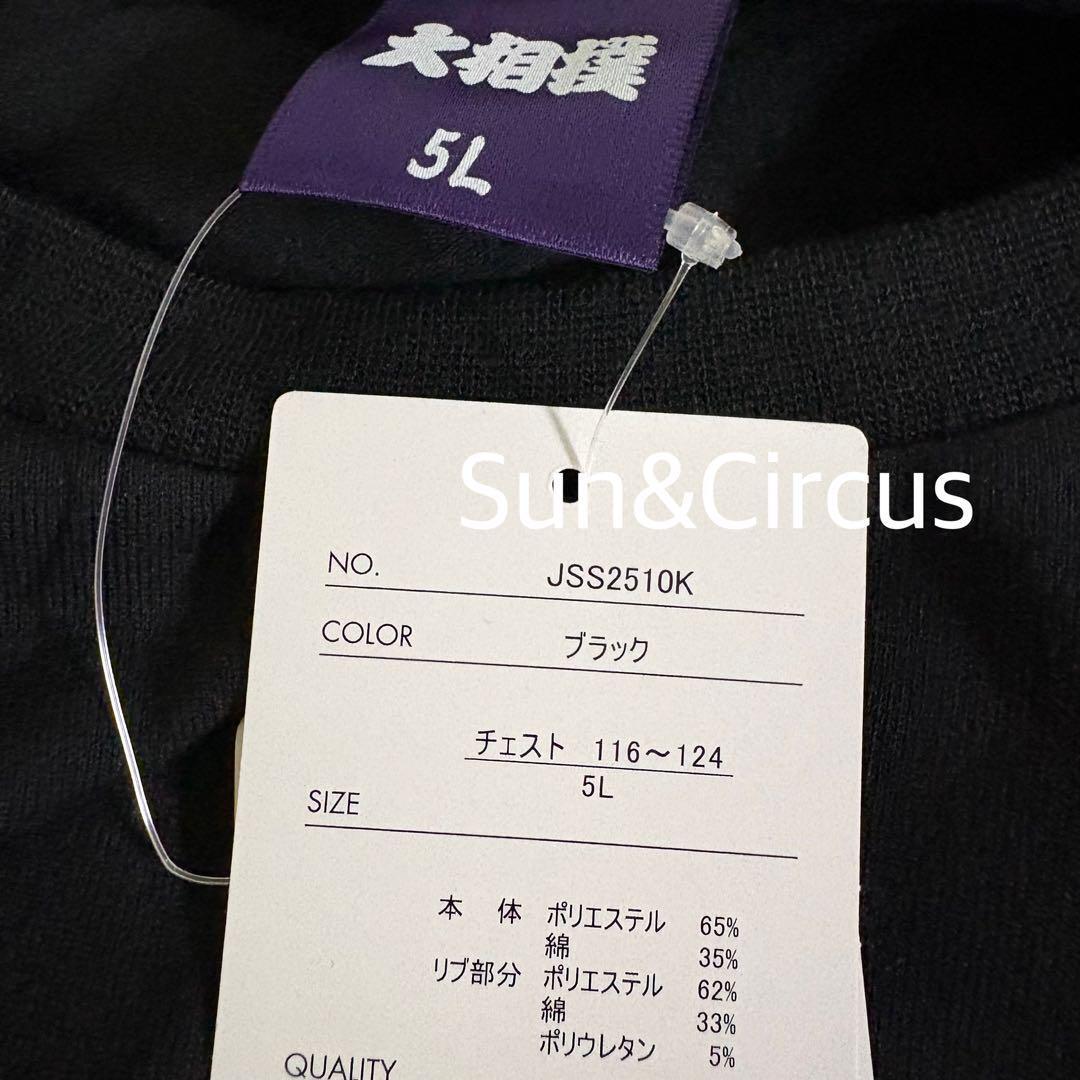 大相撲
5L
Sun&Circus
NO. JSS2510K
COLOR ブラック
チェスト 116～124
5L
SIZE
本 体 ポリエステル 65%
綿 35%
リブ部分 ポリエステル 62%
綿 33%
ポリウレタン 5%
QUALITY